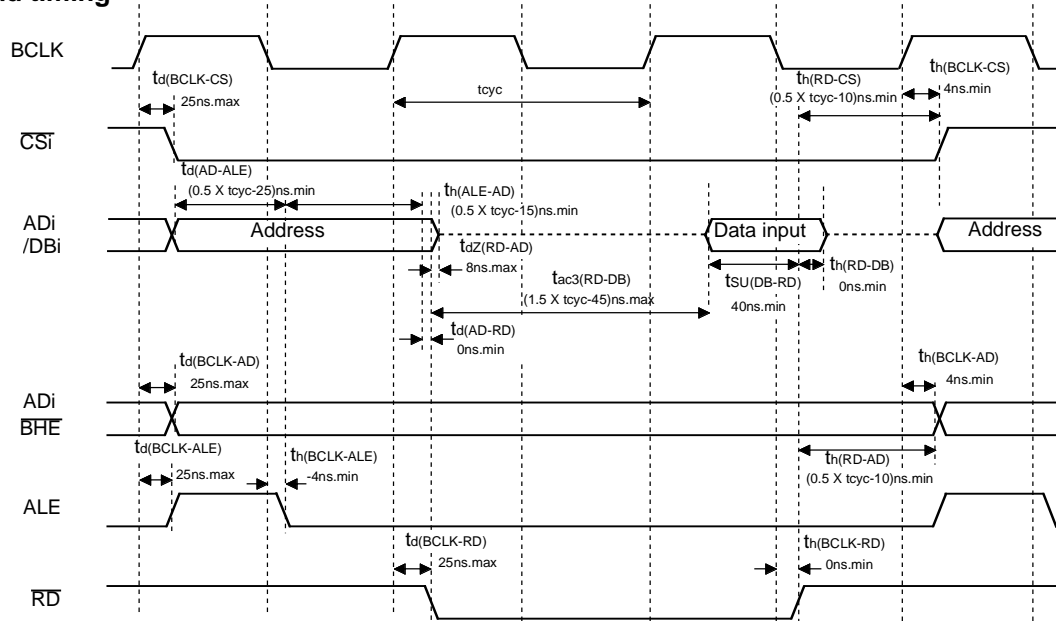 BCLK
td(BCLK-CS)
25ns.max
tcyc
th(RD-CS)
(0.5 X tcyc-10)ns.min
th(BCLK-CS)
4ns.min
CSi
td(AD-ALE)
(0.5 X tcyc-25)ns.min
th(ALE-AD)
(0.5 X tcyc-15)ns.min
ADi
/DBi
Address
Data input
Address
tdZ(RD-AD)
8ns.max
tac3(RD-DB)
(1.5 X tcyc-45)ns.max
tSU(DB-RD)
40ns.min
th(RD-DB)
0ns.min
td(AD-RD)
0ns.min
td(BCLK-AD)
25ns.max
th(BCLK-AD)
4ns.min
ADi
BHE
td(BCLK-ALE)
25ns.max
th(BCLK-ALE)
-4ns.min
th(RD-AD)
(0.5 X tcyc-10)ns.min
ALE
td(BCLK-RD)
25ns.max
th(BCLK-RD)
0ns.min
RD